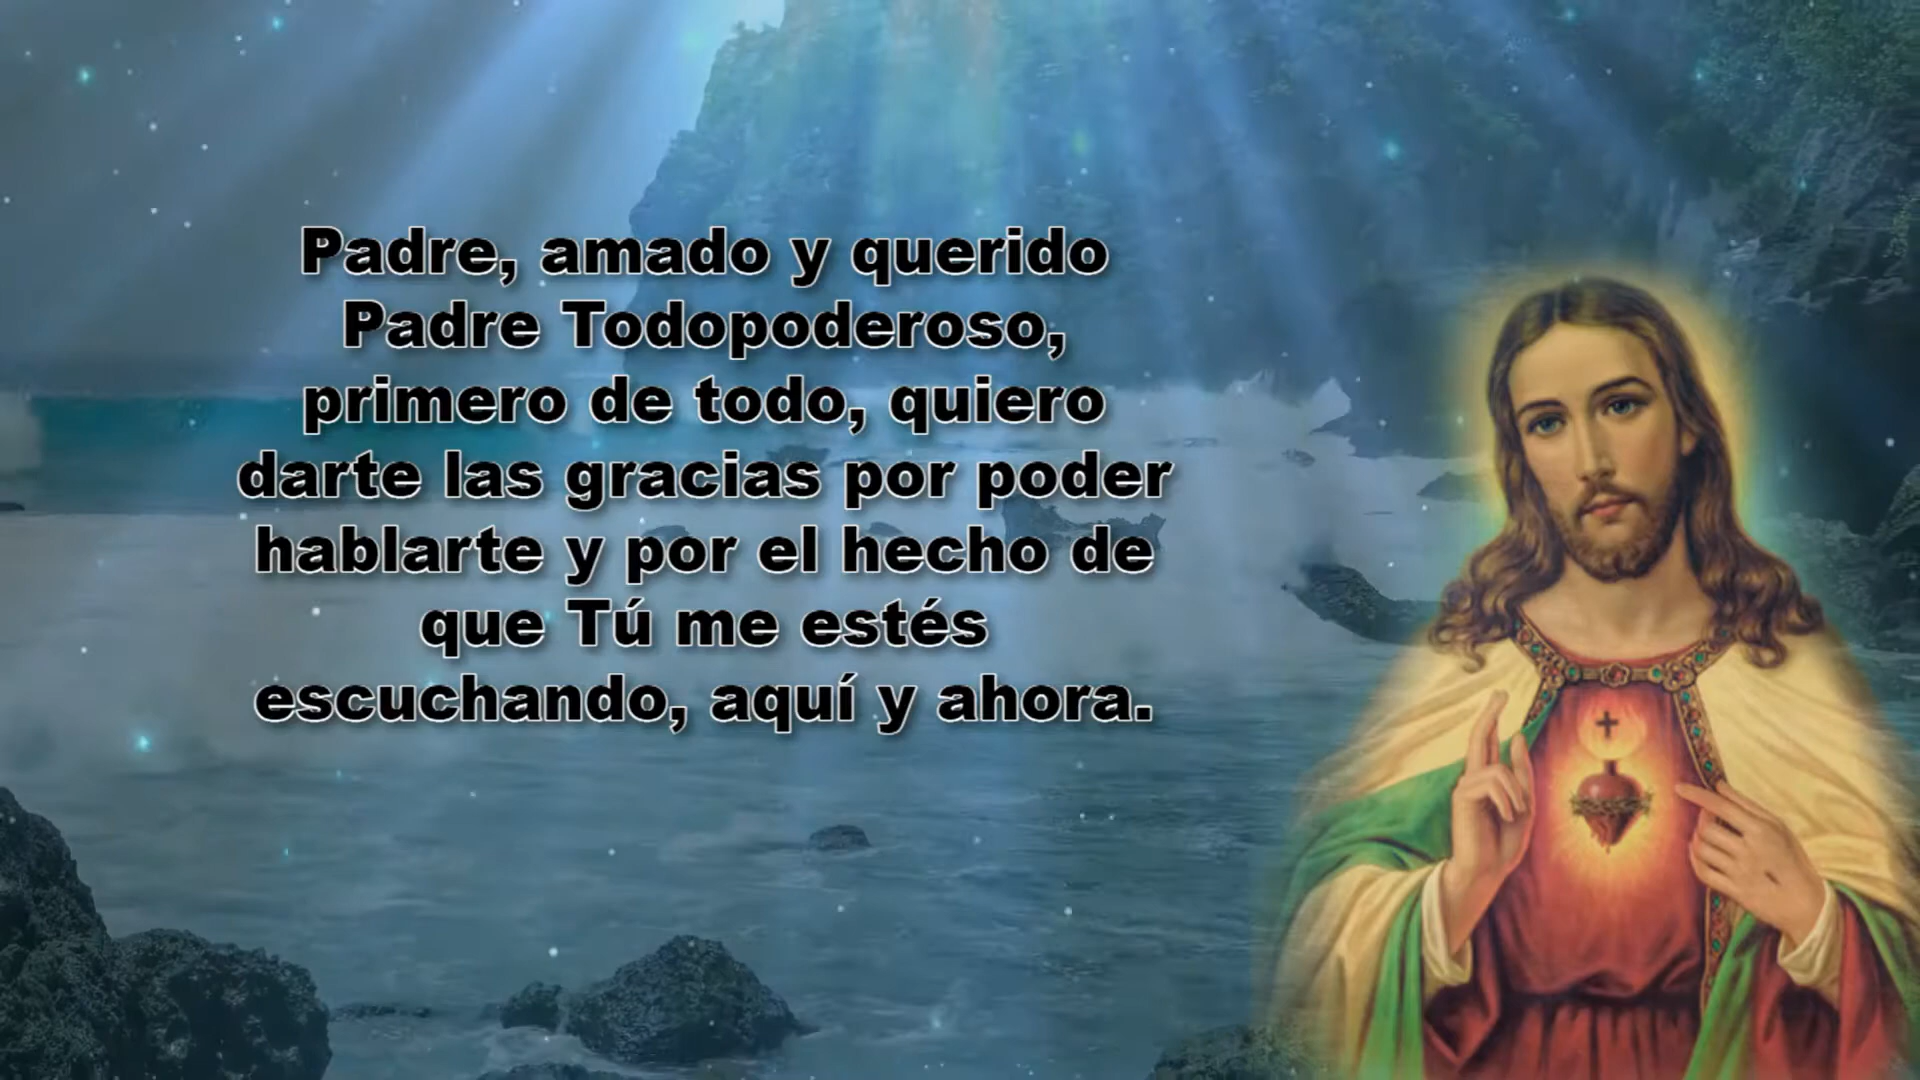 Padre, amado y querido
Padre Todopoderoso,
primero de todo, quiero
darte las gracias por poder
hablarte y por el hecho de
que Tú me estés
escuchando, aquí y ahora.